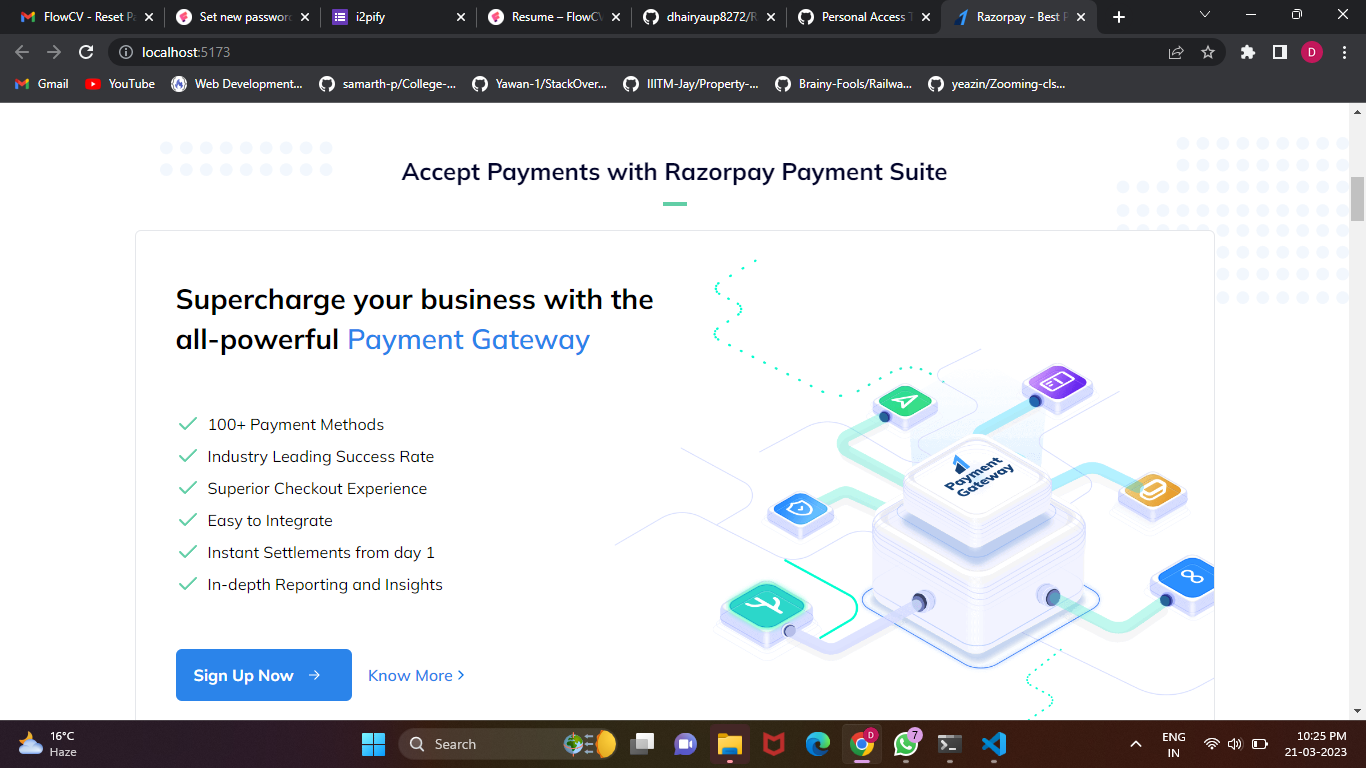 FlowCV - Reset Pa
Set new password
i2pify
Resume – FlowCV
dhairyaup8272/R
Personal Access T
Razorpay - Best P
localhost:5173
D
Gmail
YouTube
Web Development...
samarth-p/College-...
Yawan-1/StackOver...
IIITM-Jay/Property-...
Brainy-Fools/Railwa...
yeazin/Zooming-cls...
Accept Payments with Razorpay Payment Suite
Supercharge your business with the
all-powerful Payment Gateway
100+ Payment Methods
Industry Leading Success Rate
Superior Checkout Experience
Easy to Integrate
Instant Settlements from day 1
In-depth Reporting and Insights
Payment
Gateway
Sign Up Now
Know More
16°C
Haze
Search
D
7
ENG
IN
10:25 PM
21-03-2023